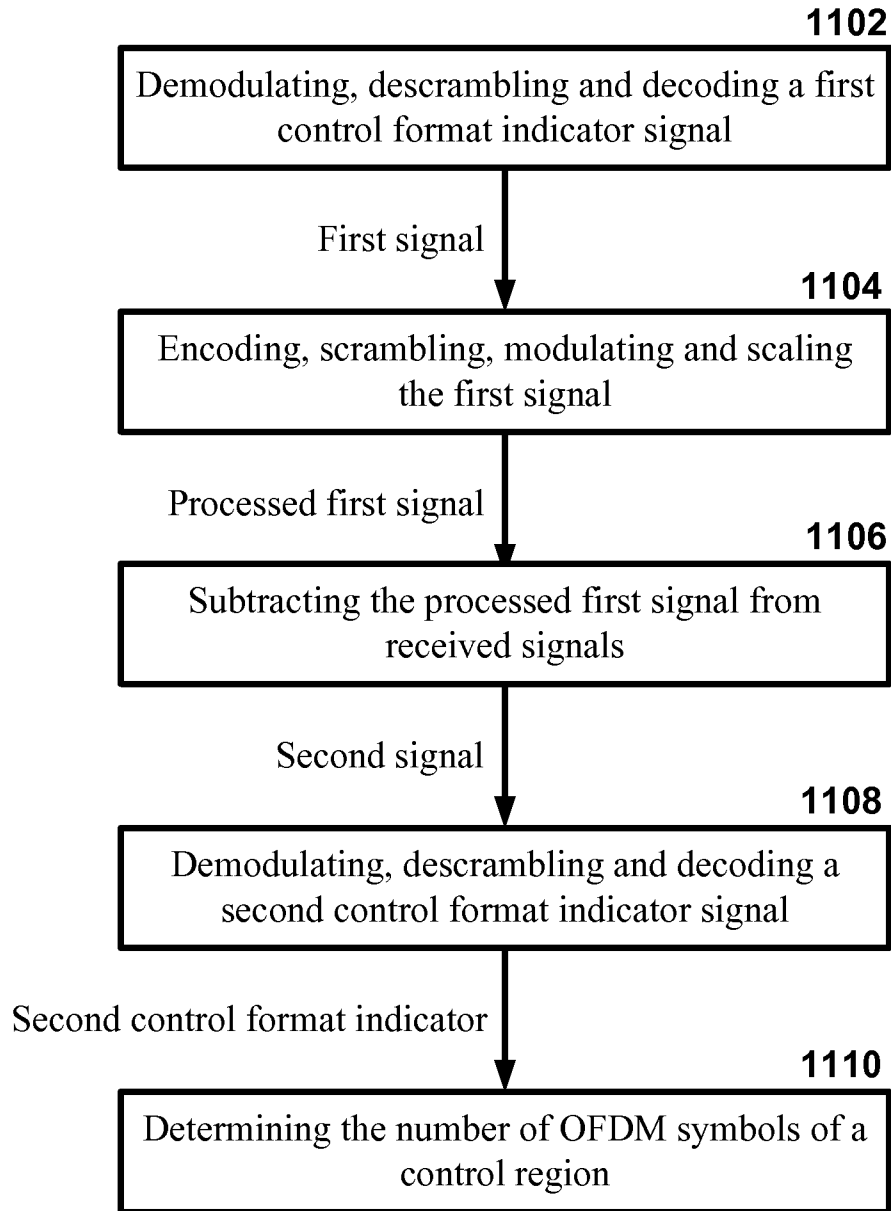 1102
Demodulating, descrambling and decoding a first
control format indicator signal
First signal
1104
Encoding, scrambling, modulating and scaling
the first signal
Processed first signal
1106
Subtracting the processed first signal from
received signals
Second signal
1108
Demodulating, descrambling and decoding a
second control format indicator signal
Second control format indicator
1110
Determining the number of OFDM symbols of a
control region